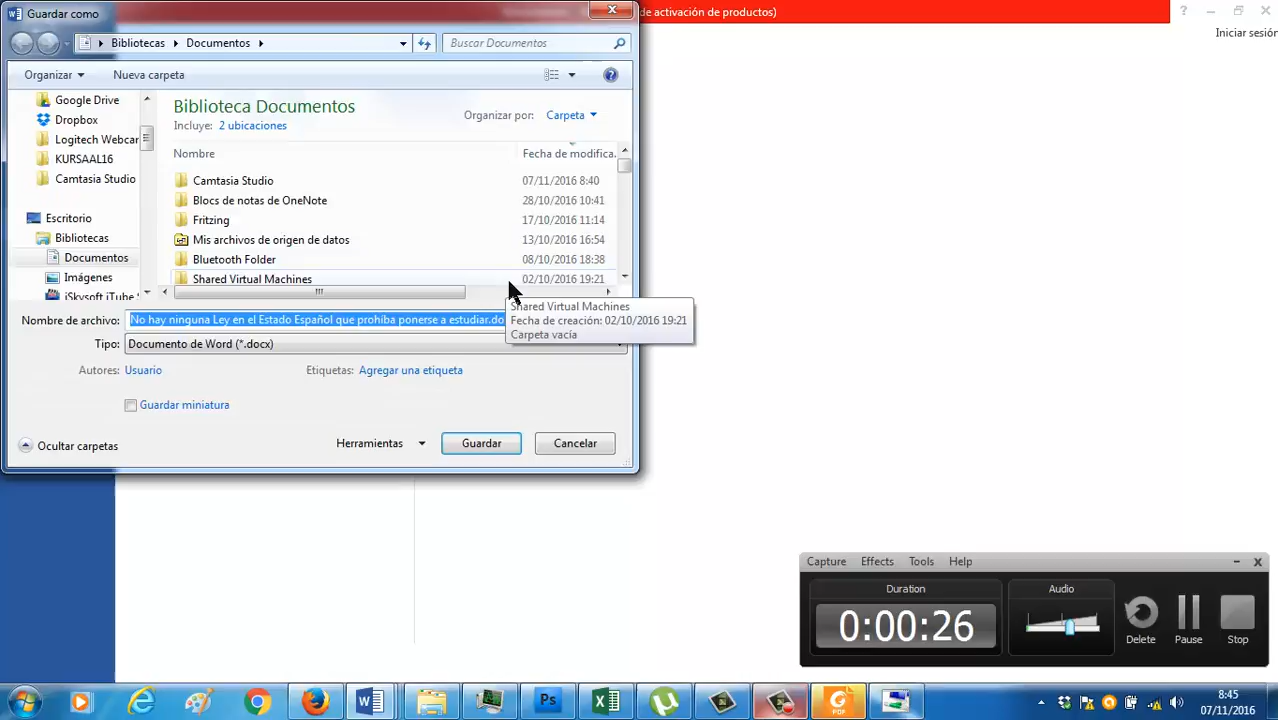 Guardar como
de activación de productos)
Iniciar sesión
Bibliotecas
Documentos
Buscar Documentos
Organizar
Nueva carpeta
Google Drive
Dropbox
Logitech Webcar
KURSAAL16
Camtasia Studio
Escritorio
Bibliotecas
Documentos
Imágenes
iSkysoft iTube
Biblioteca Documentos
Incluye: 2 ubicaciones
Organizar por: Carpeta
Nombre
Fecha de modifica...
Camtasia Studio 07/11/2016 8:40
Blocs de notas de OneNote 28/10/2016 10:41
Fritzing 17/10/2016 11:14
Mis archivos de origen de datos 13/10/2016 16:54
Bluetooth Folder 08/10/2016 18:38
Shared Virtual Machines 02/10/2016 19:21
Shared Virtual Machines
Fecha de creación: 02/10/2016 19:21
Carpeta vacía
Nombre de archivo: No hay ninguna Ley en el Estado Español que prohíba ponerse a estudiar.do
Tipo: Documento de Word (*.docx)
Autores: Usuario
Etiquetas: Agregar una etiqueta
Guardar miniatura
Ocultar carpetas
Herramientas
Guardar
Cancelar
Capture Effects Tools Help
Duration
0:00:26
Audio
Delete
Pause
Stop
Ps
PDF
8:45
07/11/2016